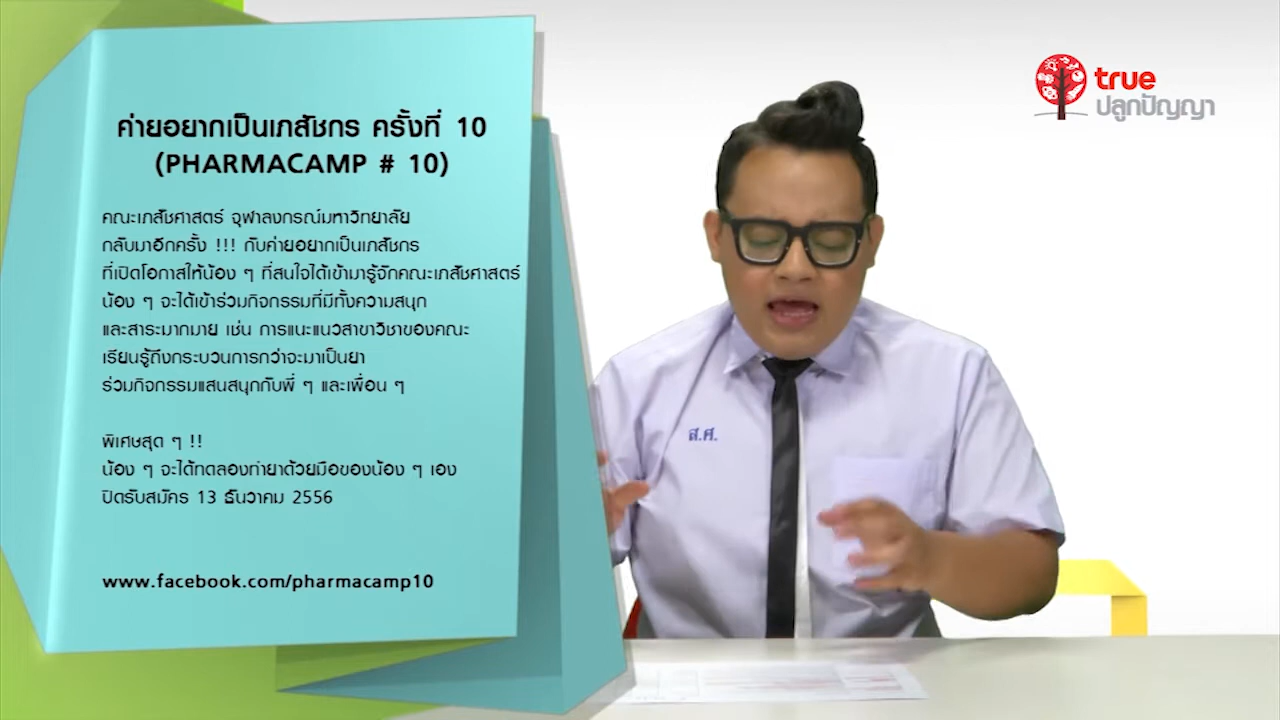 ค่ายอยากเป็นเภสัชกร ครั้งที่ 10
(PHARMACAMP # 10)
คณะเภสัชศาสตร์ จุฬาลงกรณ์มหาวิทยาลัย
กลับมาอีกครั้ง !!! กับค่ายอยากเป็นเภสัชกร
ที่เปิดโอกาสให้น้อง ๆ ที่สนใจได้เข้ามารู้จักคณะเภสัชศาสตร์
น้อง ๆ จะได้เข้าร่วมกิจกรรมที่มีทั้งความสนุก
และสาระมากมาย เช่น การแนะแนวสาขาวิชาของคณะ
เรียนรู้ถึงกระบวนการกว่าจะมาเป็นยา
ร่วมกิจกรรมแสนสนุกกับพี่ ๆ และเพื่อน ๆ
พิเศษสุด ๆ !!
น้อง ๆ จะได้ทดลองทำยาด้วยมือของน้อง ๆ เอง
ปิดรับสมัคร 13 ธันวาคม 2556
www.facebook.com/pharmacamp10
true
ปลูกปัญญา
ส.ศ.